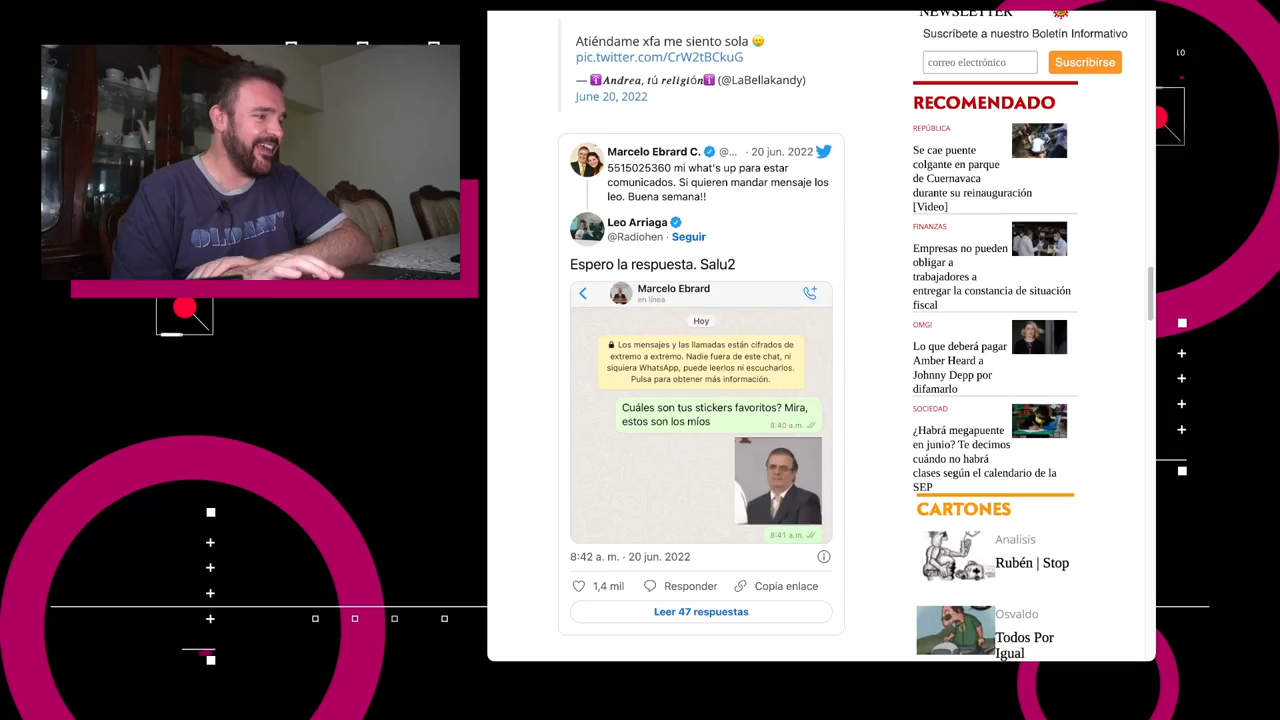 OLD NAVY
Atiéndame xfa me siento sola 🥲
pic.twitter.com/CrW2tBCkuG
— ℹ️Andrea, tú religiónℹ️ (@LaBellakandy)
June 20, 2022
Marcelo Ebrard C. @... · 20 jun. 2022
5515025360 mi what's up para estar
comunicados. Si quieren mandar mensaje los
leo. Buena semana!!
Leo Arriaga
@Radiohen · Seguir
Espero la respuesta. Salu2
Marcelo Ebrard
en línea
Hoy
Los mensajes y las llamadas están cifrados de
extremo a extremo. Nadie fuera de este chat, ni
siquiera WhatsApp, puede leerlos ni escucharlos.
Pulsa para obtener más información.
Cuáles son tus stickers favoritos? Mira,
estos son los míos
8:40 a.m.
8:41 a.m.
8:42 a. m. · 20 jun. 2022
1,4 mil Responder Copia enlace
Leer 47 respuestas
NEWSLETTER
Suscribete a nuestro Boletín Informativo
correo electrónico Suscribirse
RECOMENDADO
REPÚBLICA
Se cae puente
colgante en parque
de Cuernavaca
durante su reinauguración
[Video]
FINANZAS
Empresas no pueden
obligar a
trabajadores a
entregar la constancia de situación
fiscal
OMG!
Lo que deberá pagar
Amber Heard a
Johnny Depp por
difamarlo
SOCIEDAD
¿Habrá megapuente
en junio? Te decimos
cuándo no habrá
clases según el calendario de la
SEP
CARTONES
Analisis
Rubén | Stop
Osvaldo
Todos Por
Igual
10